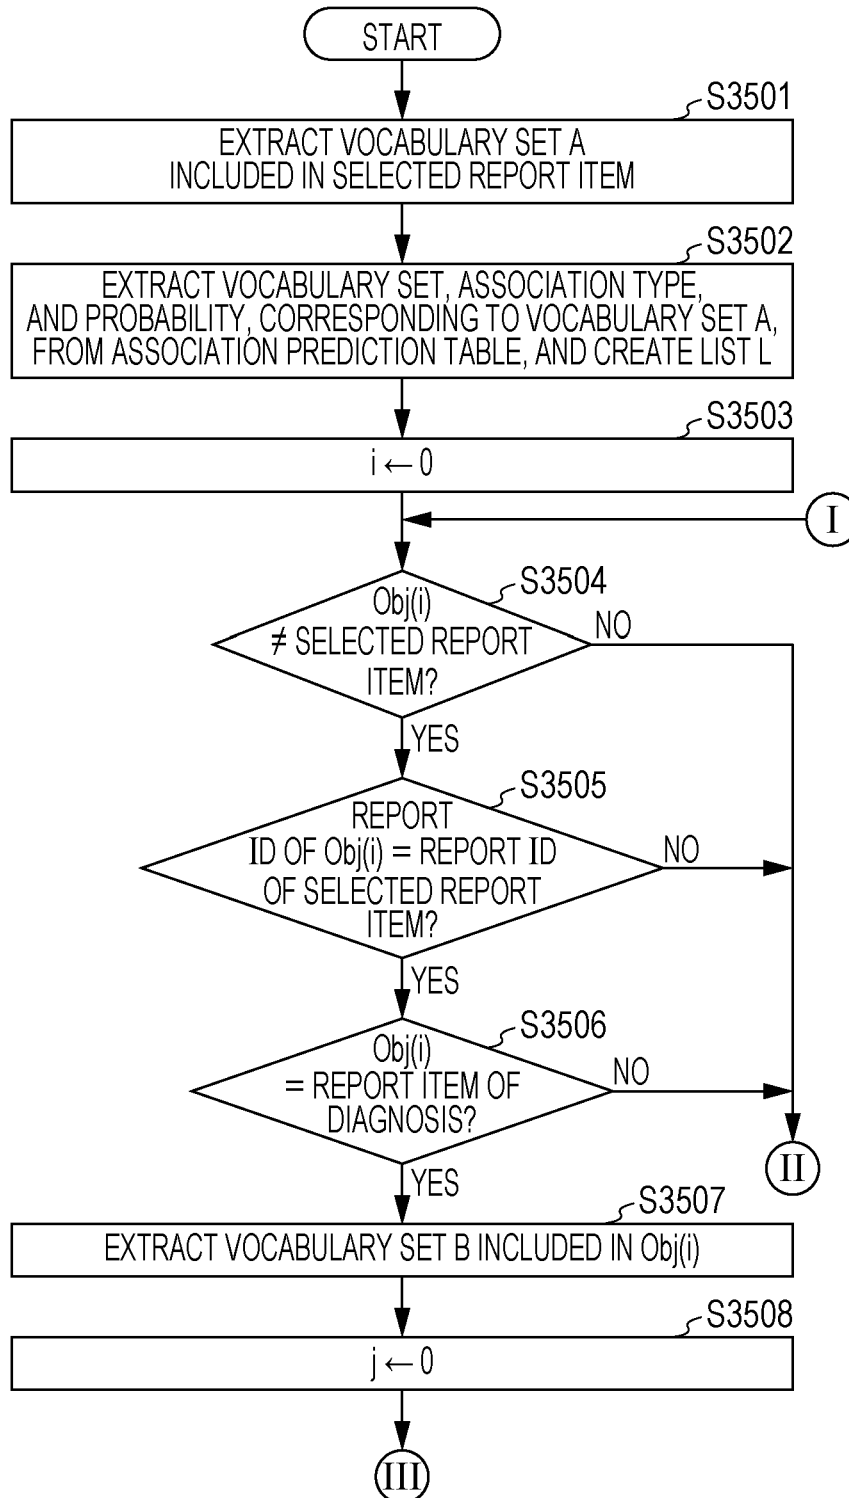 START
S3501
EXTRACT VOCABULARY SET A
INCLUDED IN SELECTED REPORT ITEM
S3502
EXTRACT VOCABULARY SET, ASSOCIATION TYPE,
AND PROBABILITY, CORRESPONDING TO VOCABULARY SET A,
FROM ASSOCIATION PREDICTION TABLE, AND CREATE LIST L
S3503
i ← 0
I
S3504
Obj(i)
≠ SELECTED REPORT
ITEM?
NO
YES
S3505
REPORT
ID OF Obj(i) = REPORT ID
OF SELECTED REPORT
ITEM?
NO
YES
S3506
Obj(i)
= REPORT ITEM OF
DIAGNOSIS?
NO
YES
II
S3507
EXTRACT VOCABULARY SET B INCLUDED IN Obj(i)
S3508
j ← 0
III